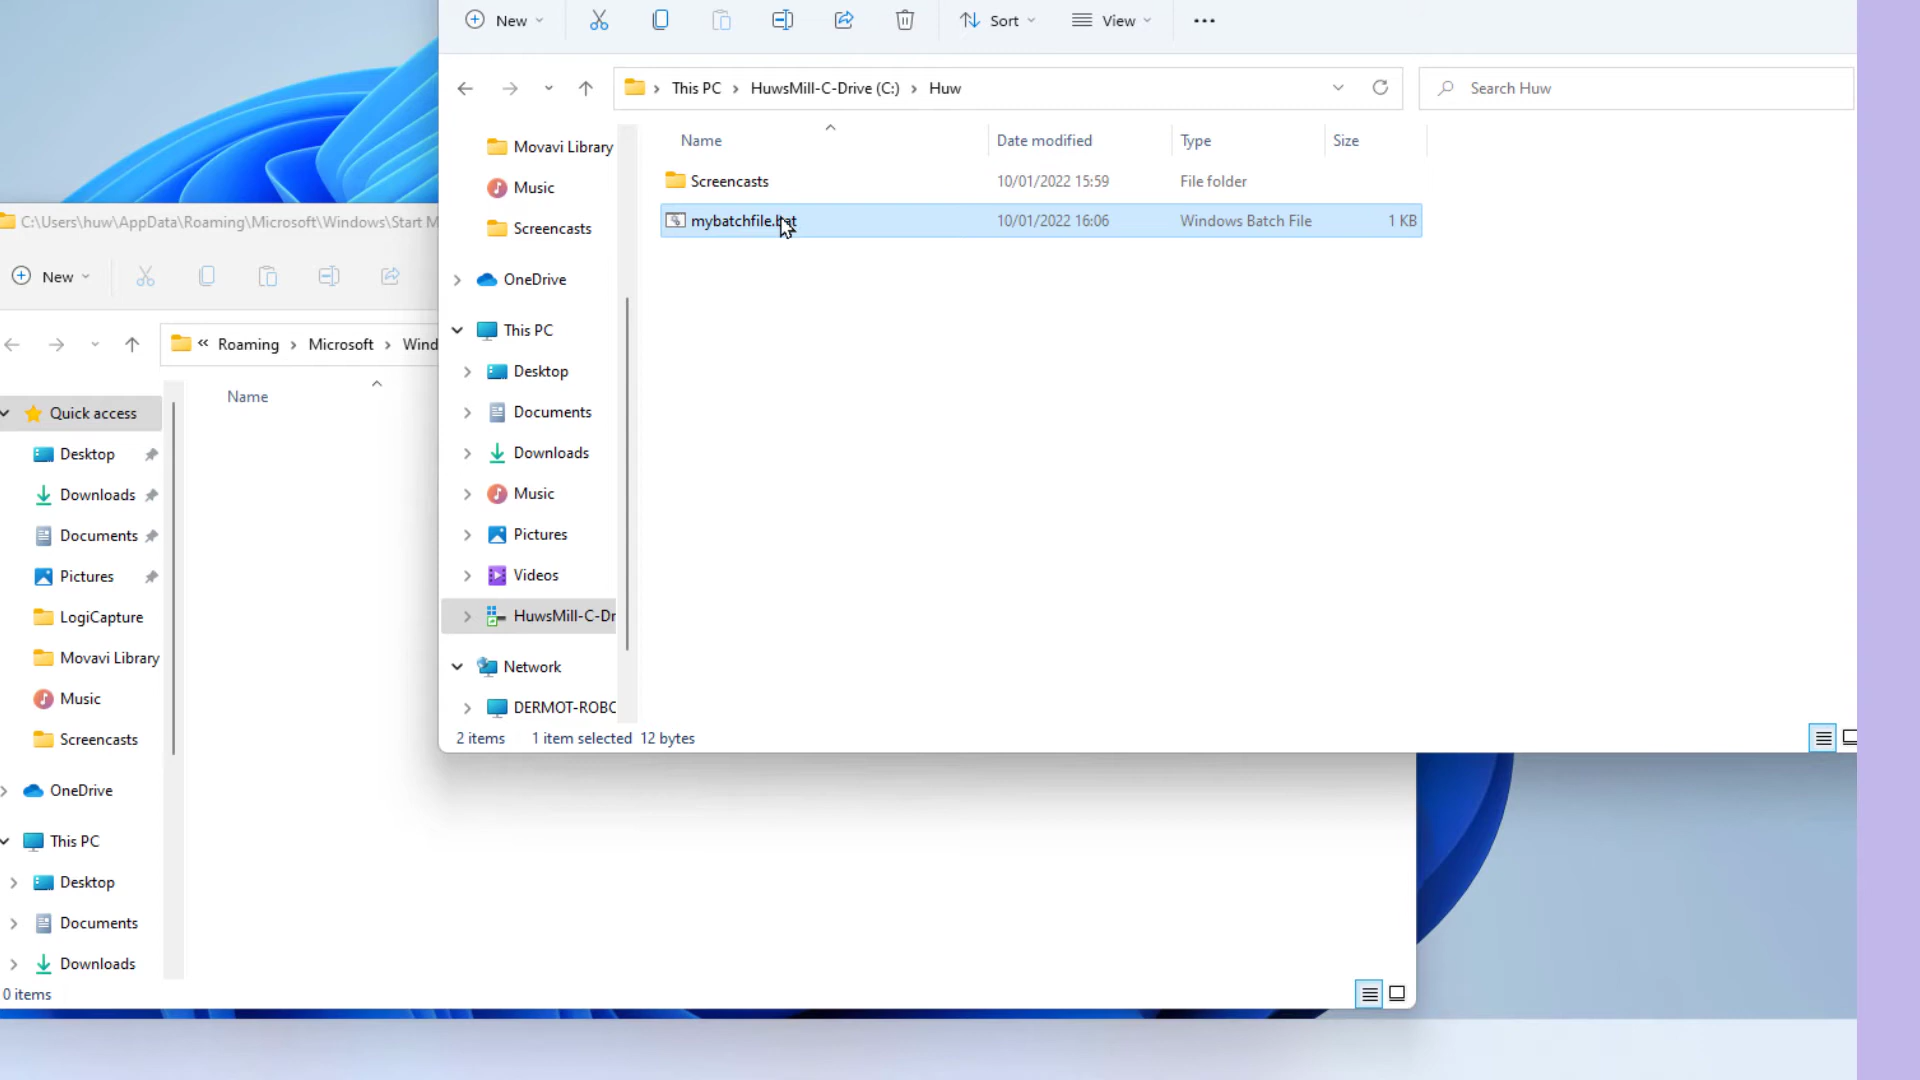 New
Sort
View
This PC
HuwsMill-C-Drive (C:)
Huw
Search Huw
Movavi Library
Music
Screencasts
OneDrive
This PC
Desktop
Documents
Downloads
Music
Pictures
Videos
HuwsMill-C-Dr
Network
DERMOT-ROBO
Name
Date modified
Type
Size
Screencasts
10/01/2022 15:59
File folder
mybatchfile.bat
10/01/2022 16:06
Windows Batch File
1 KB
2 items
1 item selected 12 bytes
C:\Users\huw\AppData\Roaming\Microsoft\Windows\Start M
New
« Roaming
Microsoft
Wind
Name
Quick access
Desktop
Downloads
Documents
Pictures
LogiCapture
Movavi Library
Music
Screencasts
OneDrive
This PC
Desktop
Documents
Downloads
0 items